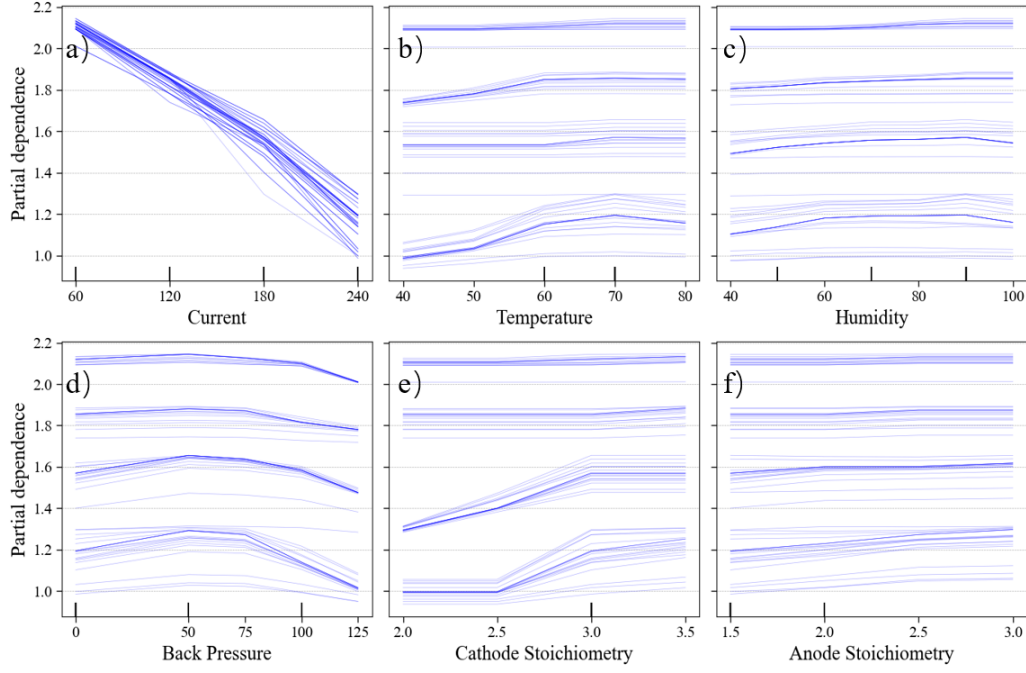 2.2
2.0
1.8
1.6
1.4
1.2
1.0
Partial dependence
a)
b)
c)
60 120 180 240
40 50 60 70 80
40 60 80 100
Current
Temperature
Humidity
2.2
2.0
1.8
1.6
1.4
1.2
1.0
Partial dependence
d)
e)
f)
0 50 75 100 125
2.0 2.5 3.0 3.5
1.5 2.0 2.5 3.0
Back Pressure
Cathode Stoichiometry
Anode Stoichiometry